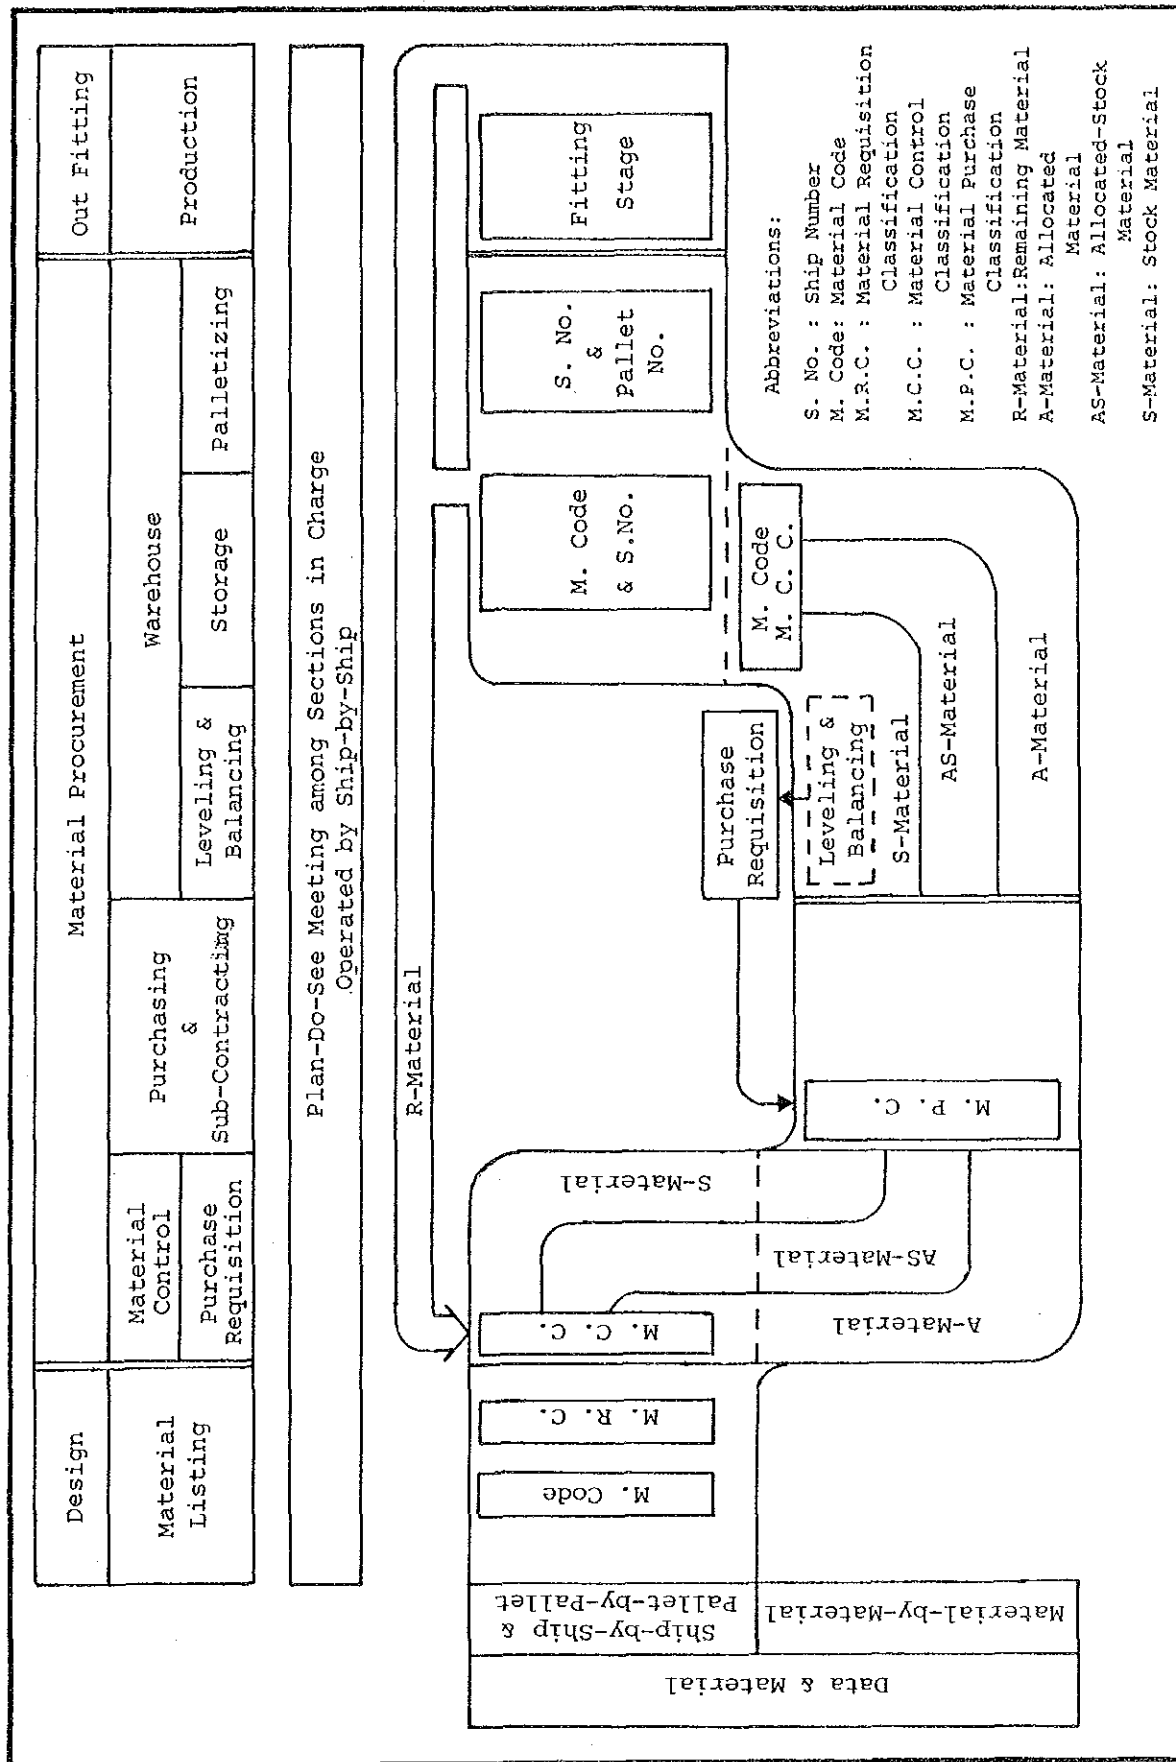 Design
Material Procurement
Out Fitting
Material
Listing
Material
Control
Purchase
Requisition
Purchasing
&
Sub-Contractimg
Warehouse
Leveling &
Balancing
Storage
Palletizing
Production
Plan-Do-See Meeting among Sections in Charge
Operated by Ship-by-Ship
R-Material
Data & Material
Ship-by-Ship &
Pallet-by-Pallet
Material-by-Material
M. Code
M. R. C.
M. C. C.
S-Material
AS-Material
A-Material
M. P. C.
Purchase
Requisition
Leveling &
Balancing
S-Material
AS-Material
A-Material
M. Code
& S.No.
M. Code
M. C. C.
S. No.
&
Pallet
No.
Fitting
Stage
Abbreviations:
S. No. : Ship Number
M. Code: Material Code
M.R.C. : Material Requisition
Classification
M.C.C. : Material Control
Classification
M.P.C. : Material Purchase
Classification
R-Material:Remaining Material
A-Material: Allocated
Material
AS-Material: Allocated-Stock
Material
S-Material: Stock Material